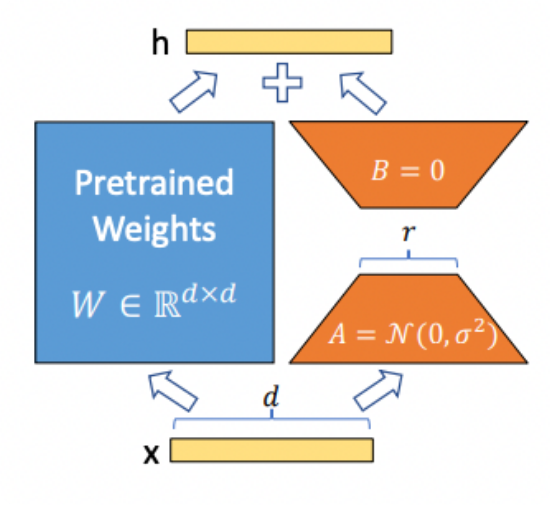 h
Pretrained
Weights
W ∈ ℝ^{d×d}
B = 0
r
A = 𝒩(0, σ²)
d
x